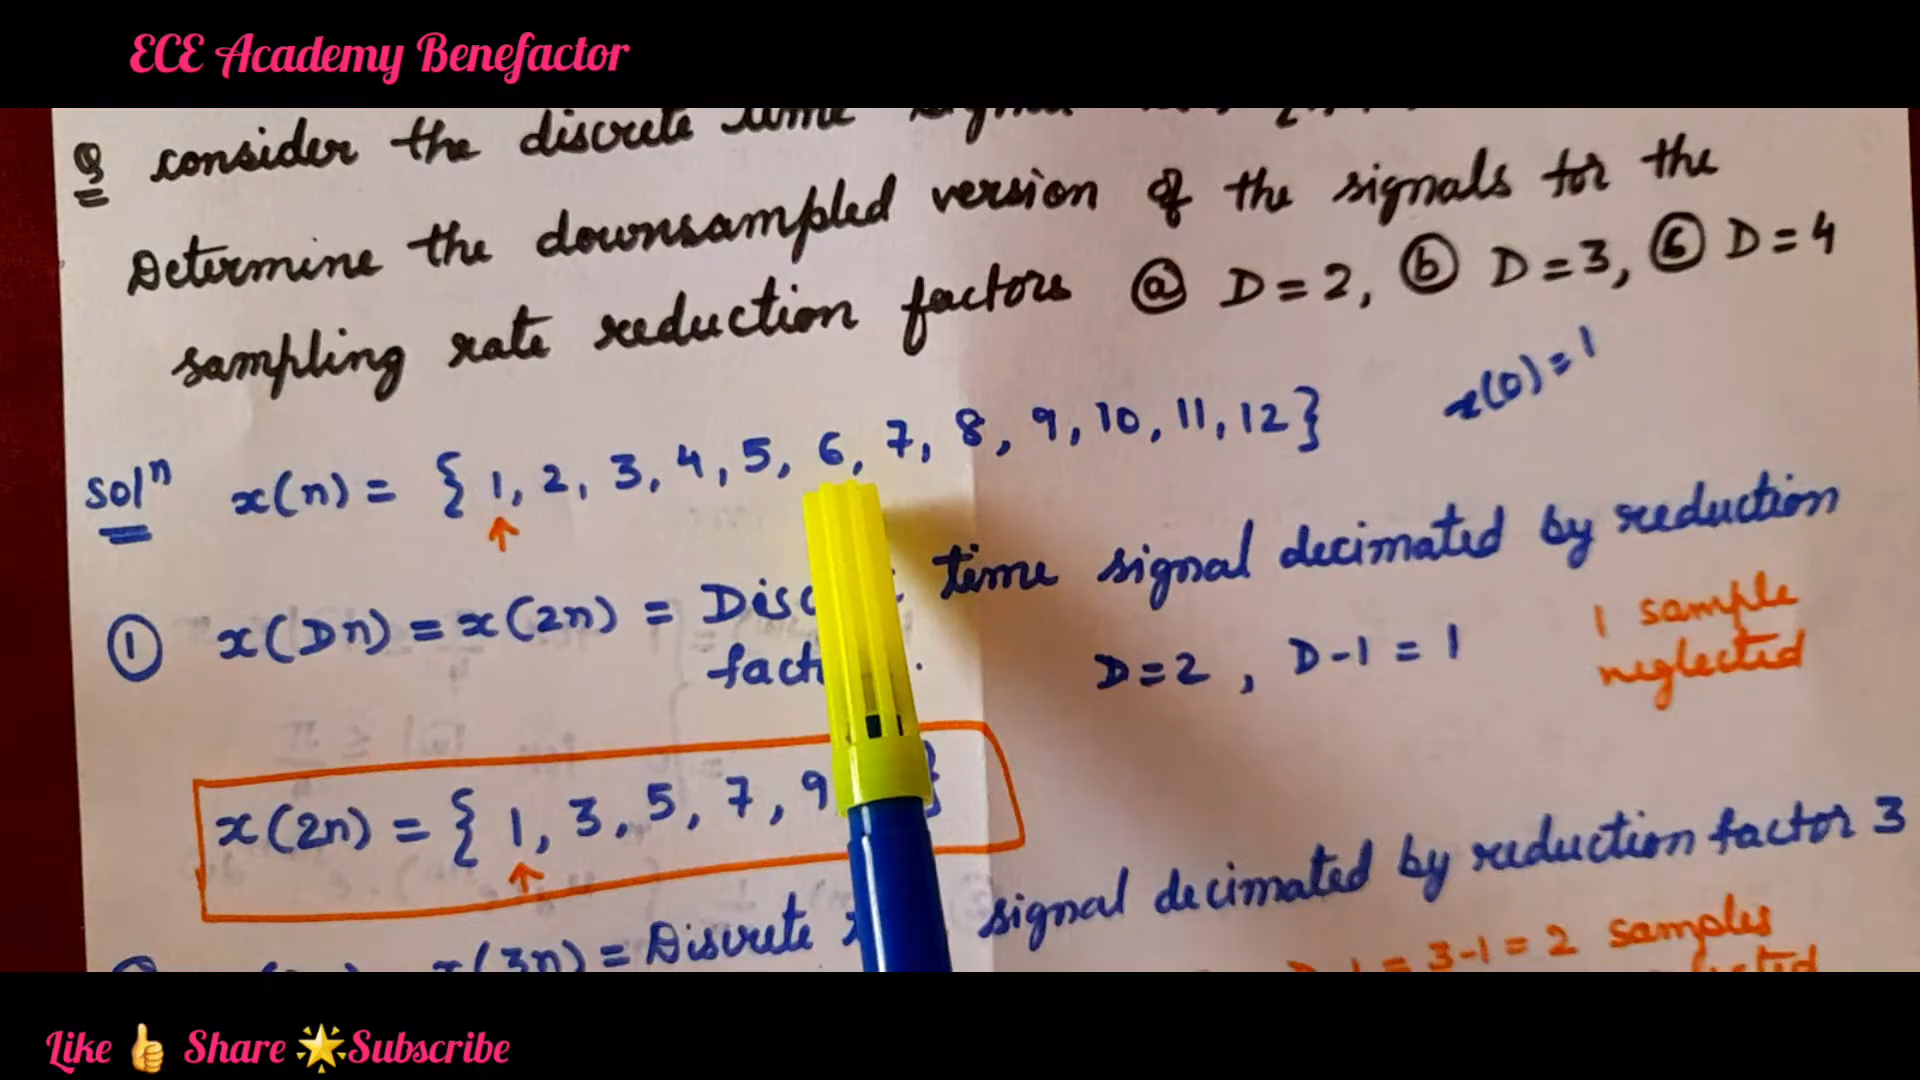 ECE Academy Benefactor
Q consider the discrete time
Determine the downsampled version of the signals for the
sampling rate reduction factors ⓐ D=2, ⓑ D=3, ⓒ D=4
x(0)=1
Solⁿ x(n) = { 1, 2, 3, 4, 5, 6, 7, 8, 9, 10, 11, 12 }
↑
① x(Dn) = x(2n) = time signal decimated by reduction
D=2, D-1 = 1
1 sample
neglected
x(2n) = { 1, 3, 5, 7, 9 }
↑
x(3n) = Discrete signal decimated by reduction factor 3
= 3-1 = 2 samples
Like 👍 Share 🌟Subscribe